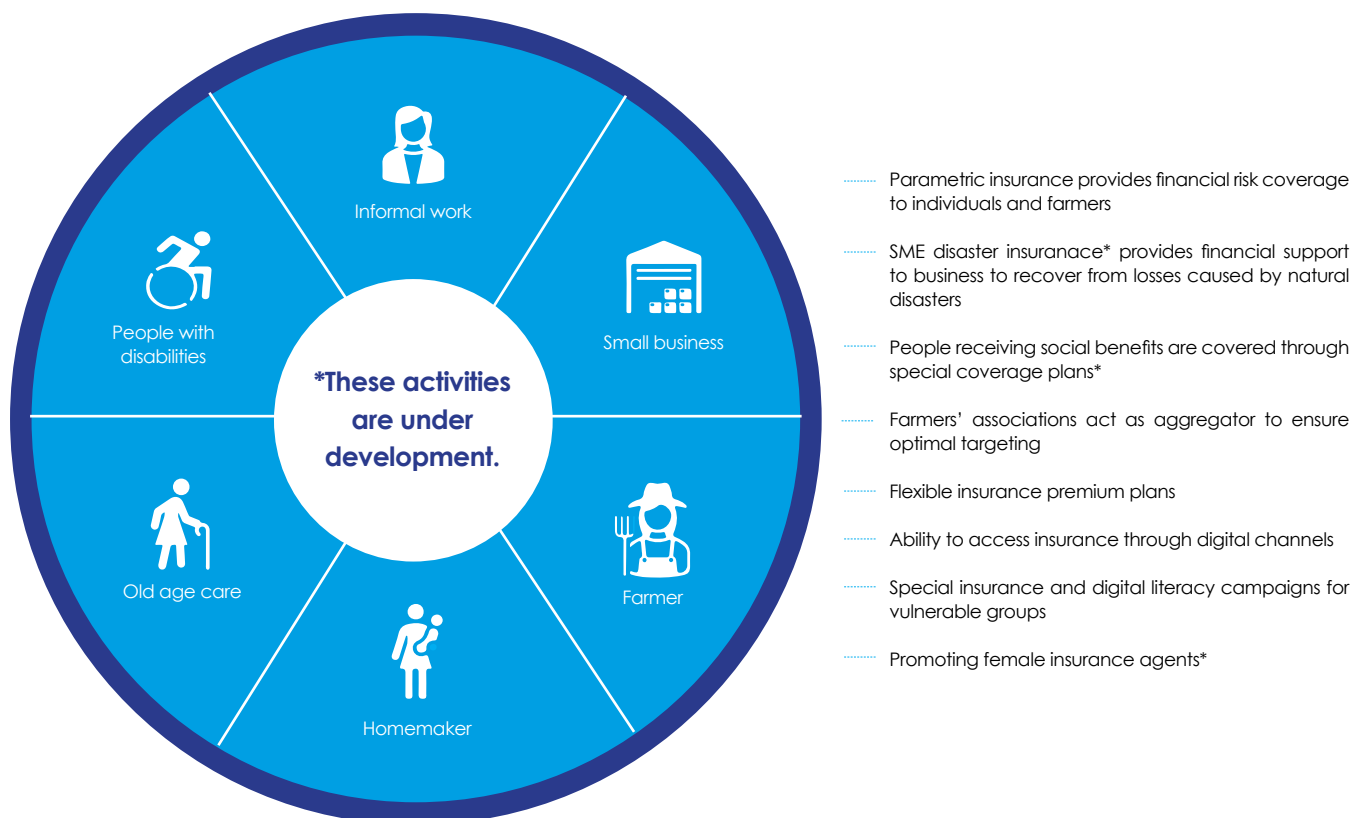 Informal work
People with
disabilities
Small business
*These activities
are under
development.
Old age care
Farmer
Homemaker
Parametric insurance provides financial risk coverage
to individuals and farmers
SME disaster insuranace* provides financial support
to business to recover from losses caused by natural
disasters
People receiving social benefits are covered through
special coverage plans*
Farmers’ associations act as aggregator to ensure
optimal targeting
Flexible insurance premium plans
Ability to access insurance through digital channels
Special insurance and digital literacy campaigns for
vulnerable groups
Promoting female insurance agents*